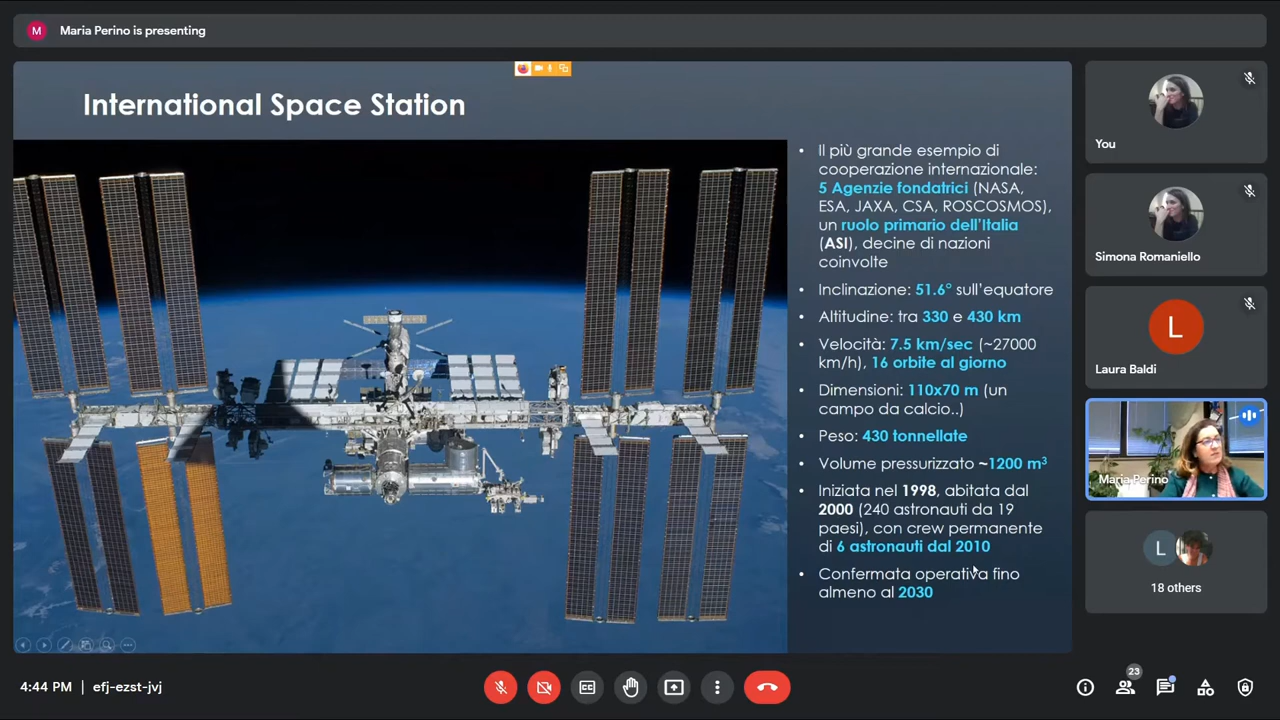 M
Maria Perino is presenting
International Space Station
• Il più grande esempio di
cooperazione internazionale:
5 Agenzie fondatrici (NASA,
ESA, JAXA, CSA, ROSCOSMOS),
un ruolo primario dell'Italia
(ASI), decine di nazioni
coinvolte
• Inclinazione: 51.6° sull'equatore
• Altitudine: tra 330 e 430 km
• Velocità: 7.5 km/sec (~27000
km/h), 16 orbite al giorno
• Dimensioni: 110x70 m (un
campo da calcio..)
• Peso: 430 tonnellate
• Volume pressurizzato ~1200 m³
• Iniziata nel 1998, abitata dal
2000 (240 astronauti da 19
paesi), con crew permanente
di 6 astronauti dal 2010
• Confermata operativa fino
almeno al 2030
You
Simona Romaniello
L
Laura Baldi
Maria Perino
L
18 others
4:44 PM | efj-ezst-jvj
23